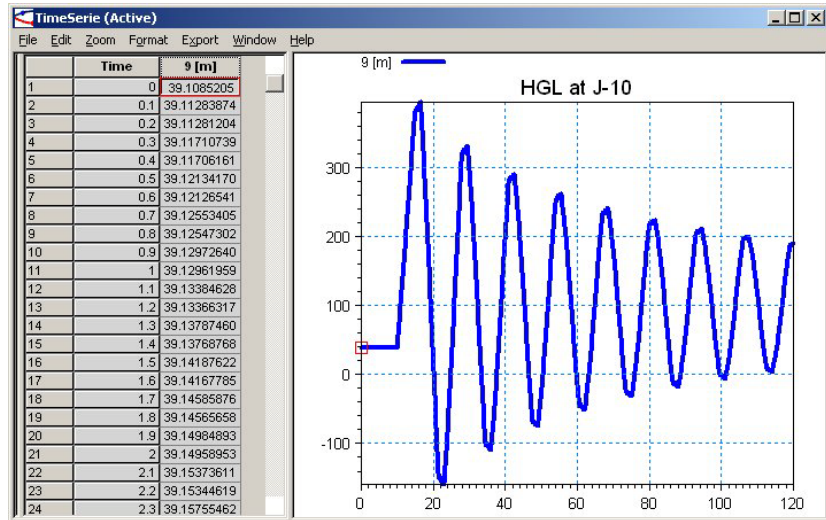 TimeSerie (Active)
File Edit Zoom Format Export Window Help
Time 9 [m]
1 0 39.1085205
2 0.1 39.11283874
3 0.2 39.11281204
4 0.3 39.11710739
5 0.4 39.11706161
6 0.5 39.12134170
7 0.6 39.12126541
8 0.7 39.12553405
9 0.8 39.12547302
10 0.9 39.12972640
11 1 39.12961959
12 1.1 39.13384628
13 1.2 39.13366317
14 1.3 39.13787460
15 1.4 39.13768768
16 1.5 39.14187622
17 1.6 39.14167785
18 1.7 39.14585876
19 1.8 39.14565658
20 1.9 39.14984893
21 2 39.14958953
22 2.1 39.15373611
23 2.2 39.15344619
24 2.3 39.15755462
9 [m]
HGL at J-10
300
200
100
0
-100
0 20 40 60 80 100 120